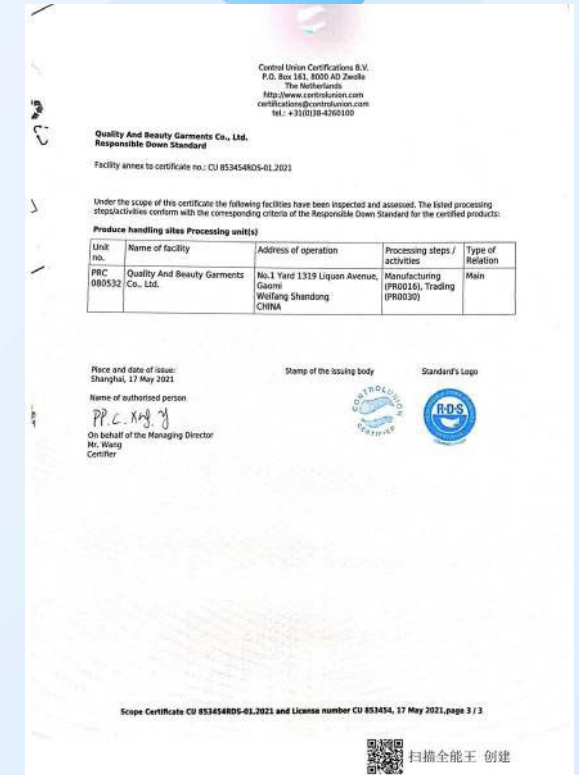 Control Union Certifications B.V.
P.O. Box 161, 8000 AD Zwolle
The Netherlands
http://www.controlunion.com
certifications@controlunion.com
tel.: +31(0)38-4260100
Quality And Beauty Garments Co., Ltd.
Responsible Down Standard
Facility annex to certificate no.: CU 853454RDS-01.2021
Under the scope of this certificate the following facilities have been inspected and assessed. The listed processing
steps/activities conform with the corresponding criteria of the Responsible Down Standard for the certified products:
Produce handling sites Processing unit(s)
Unit no. Name of facility Address of operation Processing steps / activities Type of Relation
PRC 080532 Quality And Beauty Garments Co., Ltd. No.1 Yard 1319 Liquan Avenue, Gaomi Weifang Shandong CHINA Manufacturing (PR0016), Trading (PR0030) Main
Place and date of issue:
Shanghai, 17 May 2021
Stamp of the issuing body
Standard's Logo
Name of authorised person
CONTROLUNION
CERTIFIED
R·D·S
On behalf of the Managing Director
Mr. Wang
Certifier
Scope Certificate CU 853454RDS-01.2021 and License number CU 853454, 17 May 2021,page 3 / 3
扫描全能王 创建